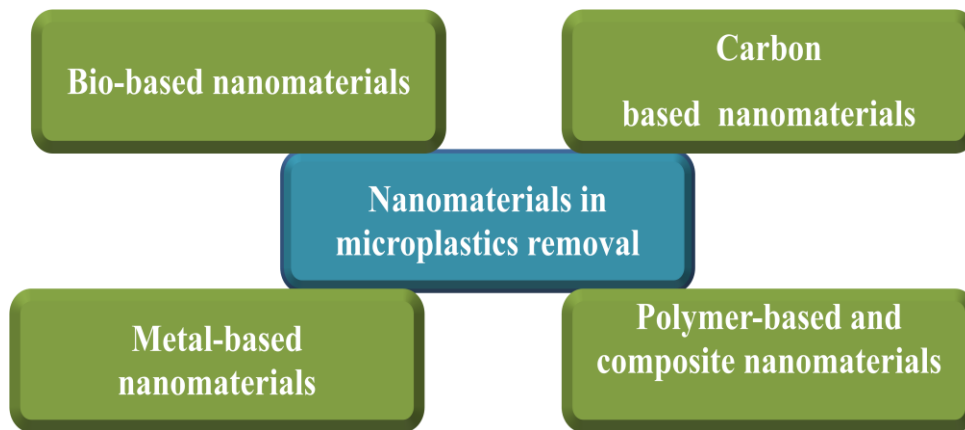 Bio-based nanomaterials
Carbon
based nanomaterials
Nanomaterials in
microplastics removal
Metal-based
nanomaterials
Polymer-based and
composite nanomaterials